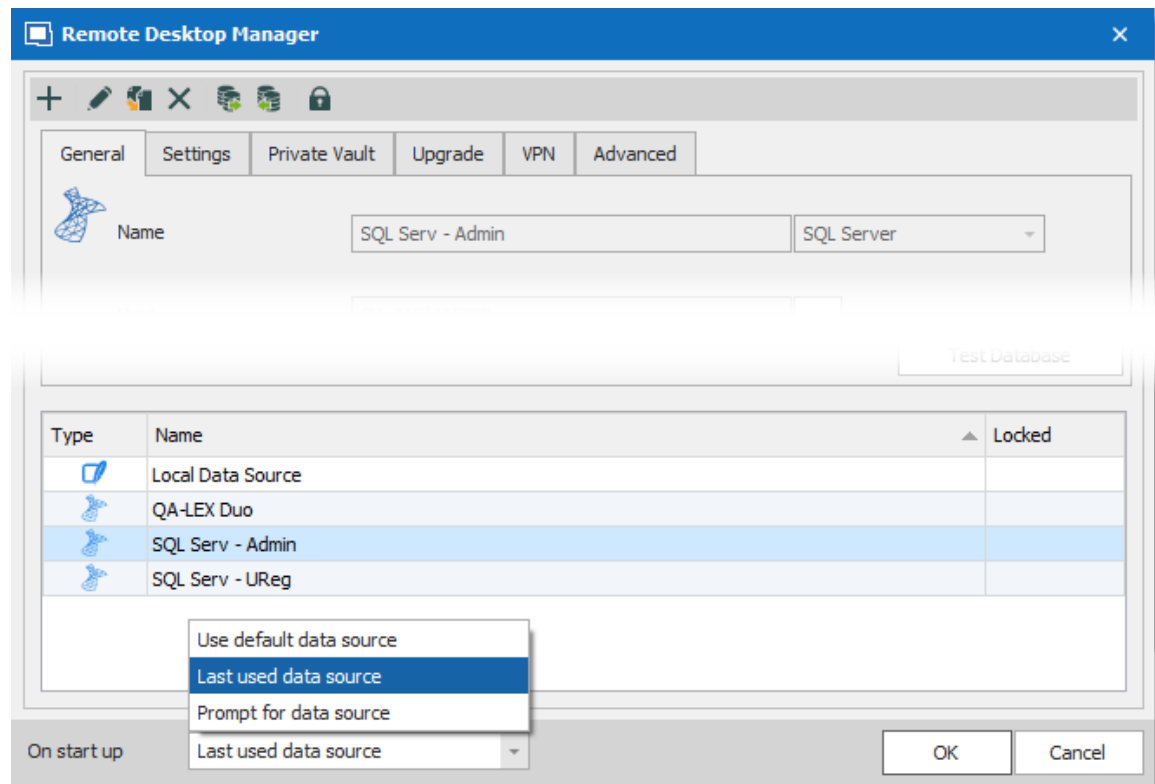 Remote Desktop Manager
General Settings Private Vault Upgrade VPN Advanced
Name SQL Serv - Admin SQL Server
Test Database
Type Name Locked
Local Data Source
QA-LEX Duo
SQL Serv - Admin
SQL Serv - UReg
Use default data source
Last used data source
Prompt for data source
On start up Last used data source OK Cancel